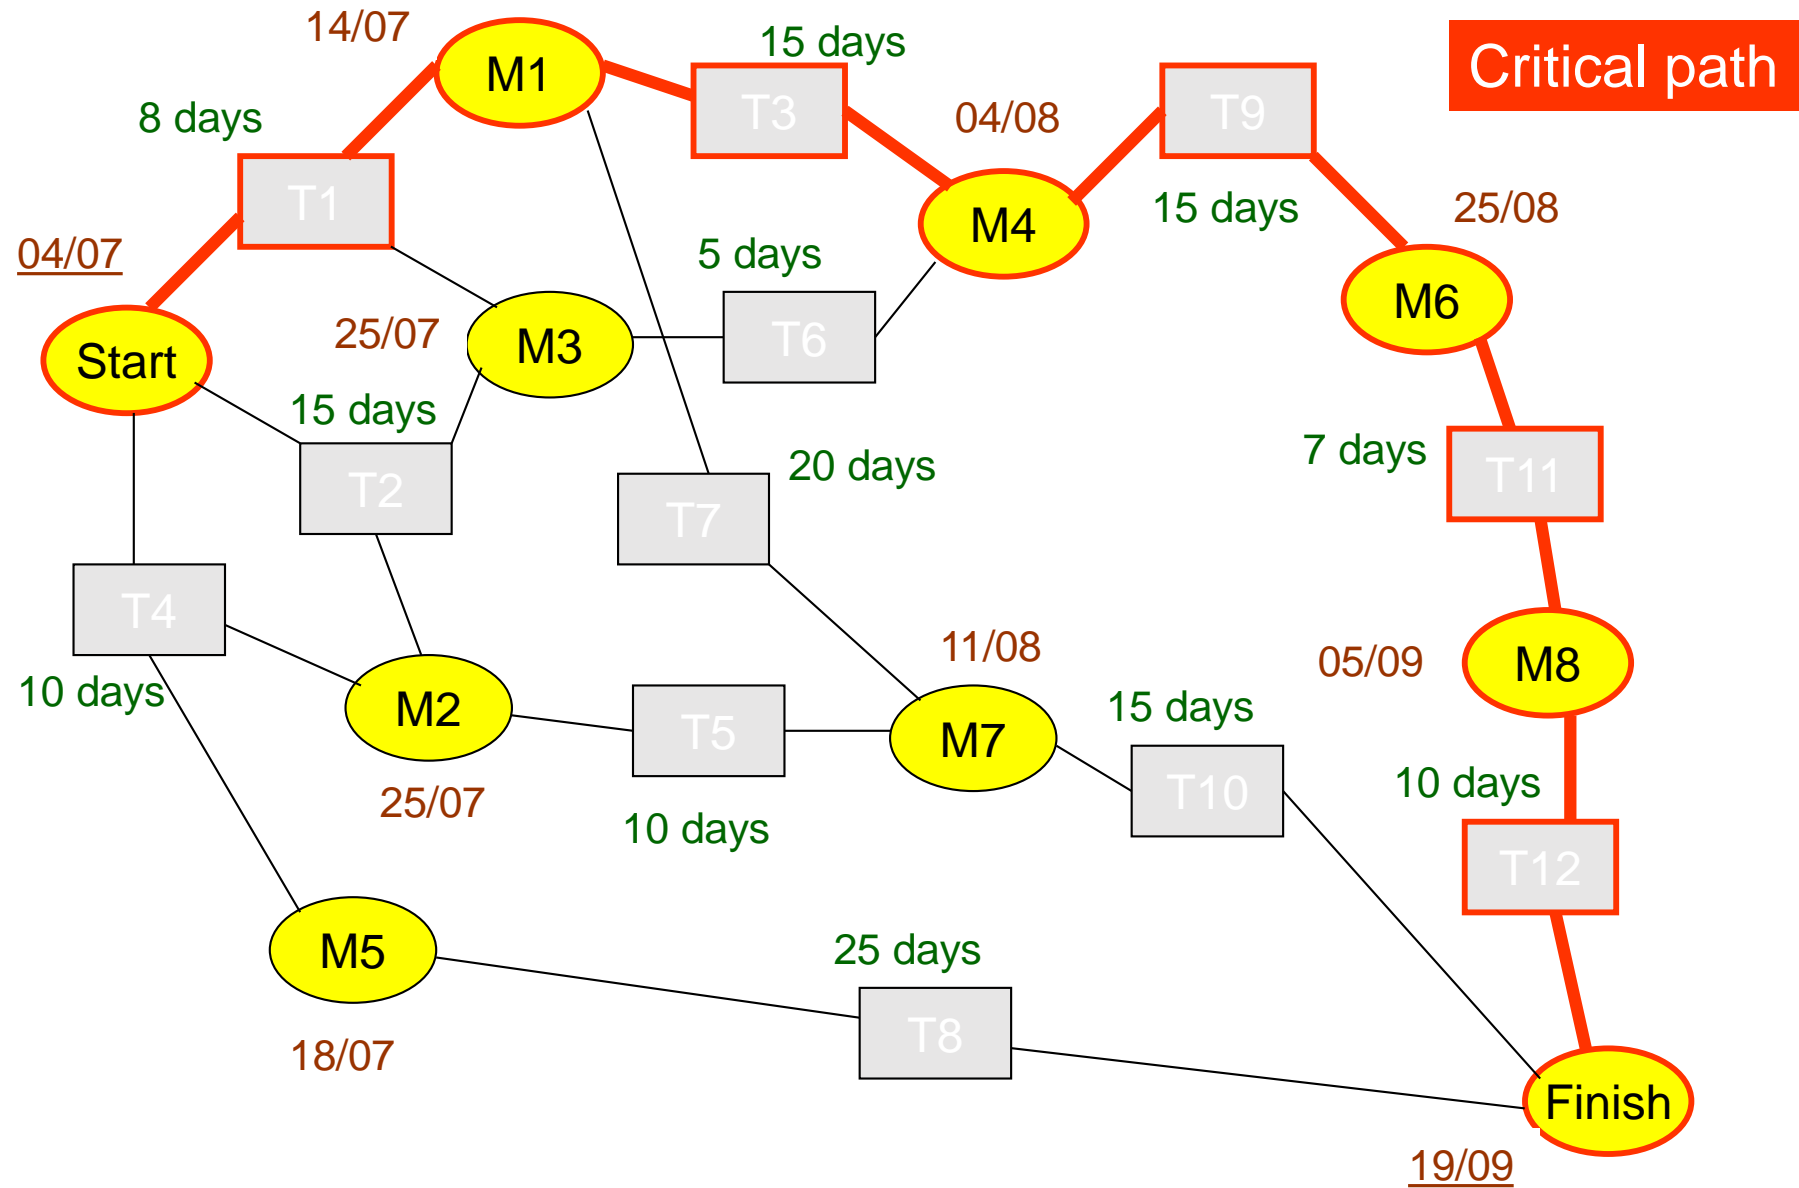 14/07
M1
15 days
Critical path
8 days
T3
04/08
T9
T1
15 days
25/08
04/07
M4
5 days
M6
25/07
M3
T6
Start
15 days
20 days
7 days
T11
T2
T7
T4
11/08
05/09
M8
10 days
M2
T5
M7
15 days
25/07
10 days
T10
10 days
T12
M5
25 days
18/07
T8
Finish
19/09